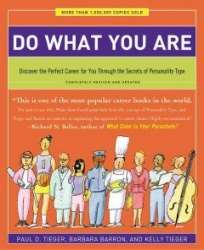 MORE THAN 1,000,000 COPIES SOLD
DO WHAT YOU ARE
Discover the Perfect Career for You Through the Secrets of Personality Type
COMPLETELY REVISED AND UPDATED
"This is one of the most popular career books in the world.
—Richard N. Bolles, author of What Color Is Your Parachute?
PAUL D. TIEGER, BARBARA BARRON, AND KELLY TIEGER